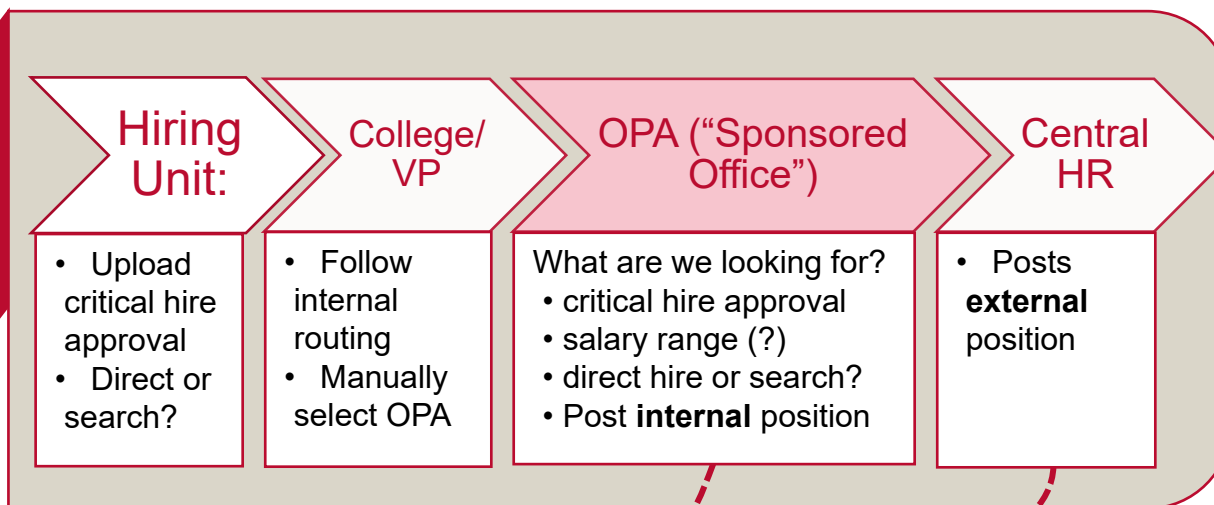 Hiring
Unit:
• Upload
critical hire
approval
• Direct or
search?
College/
VP
• Follow
internal
routing
• Manually
select OPA
OPA (“Sponsored
Office”)
What are we looking for?
• critical hire approval
• salary range (?)
• direct hire or search?
• Post internal position
Central
HR
• Posts
external
position